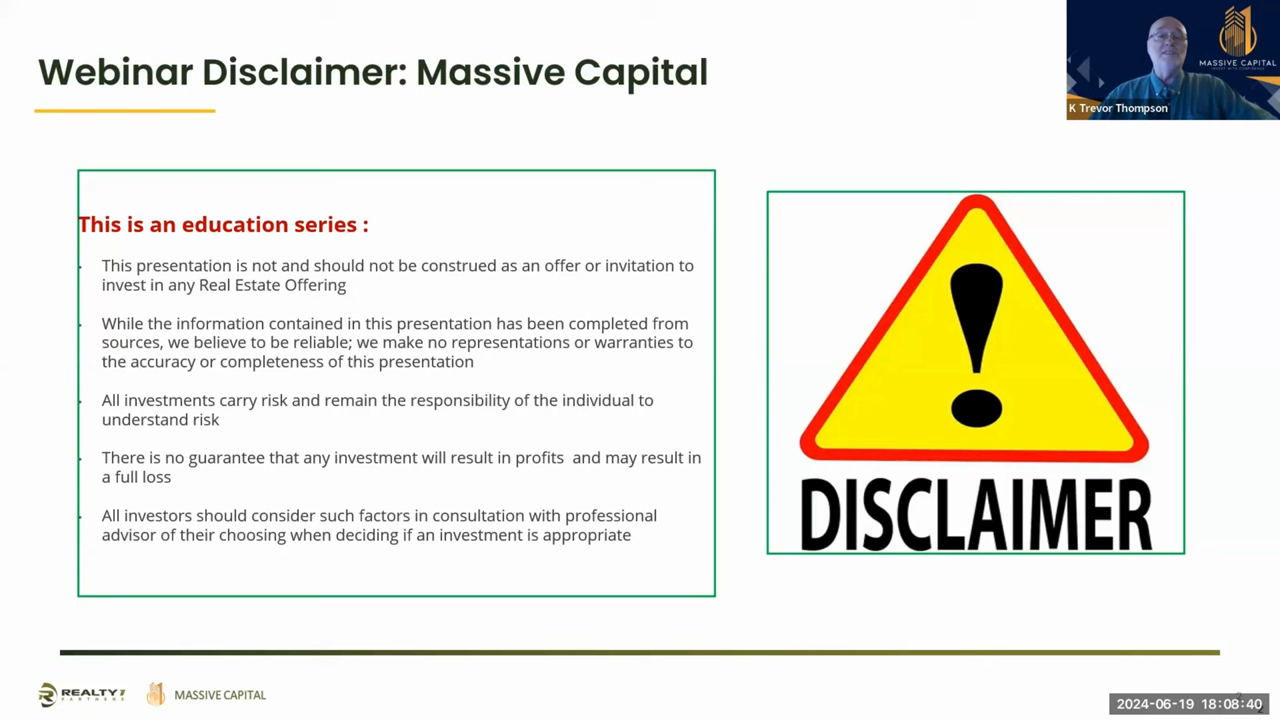 Webinar Disclaimer: Massive Capital
MASSIVE CAPITAL
INVEST WITH CONFIDENCE
K Trevor Thompson
This is an education series :
This presentation is not and should not be construed as an offer or invitation to
invest in any Real Estate Offering
While the information contained in this presentation has been completed from
sources, we believe to be reliable; we make no representations or warranties to
the accuracy or completeness of this presentation
All investments carry risk and remain the responsibility of the individual to
understand risk
There is no guarantee that any investment will result in profits  and may result in
a full loss
All investors should consider such factors in consultation with professional
advisor of their choosing when deciding if an investment is appropriate
DISCLAIMER
REALTY1
PARTNERS
MASSIVE CAPITAL
2024-06-19 18:08:40